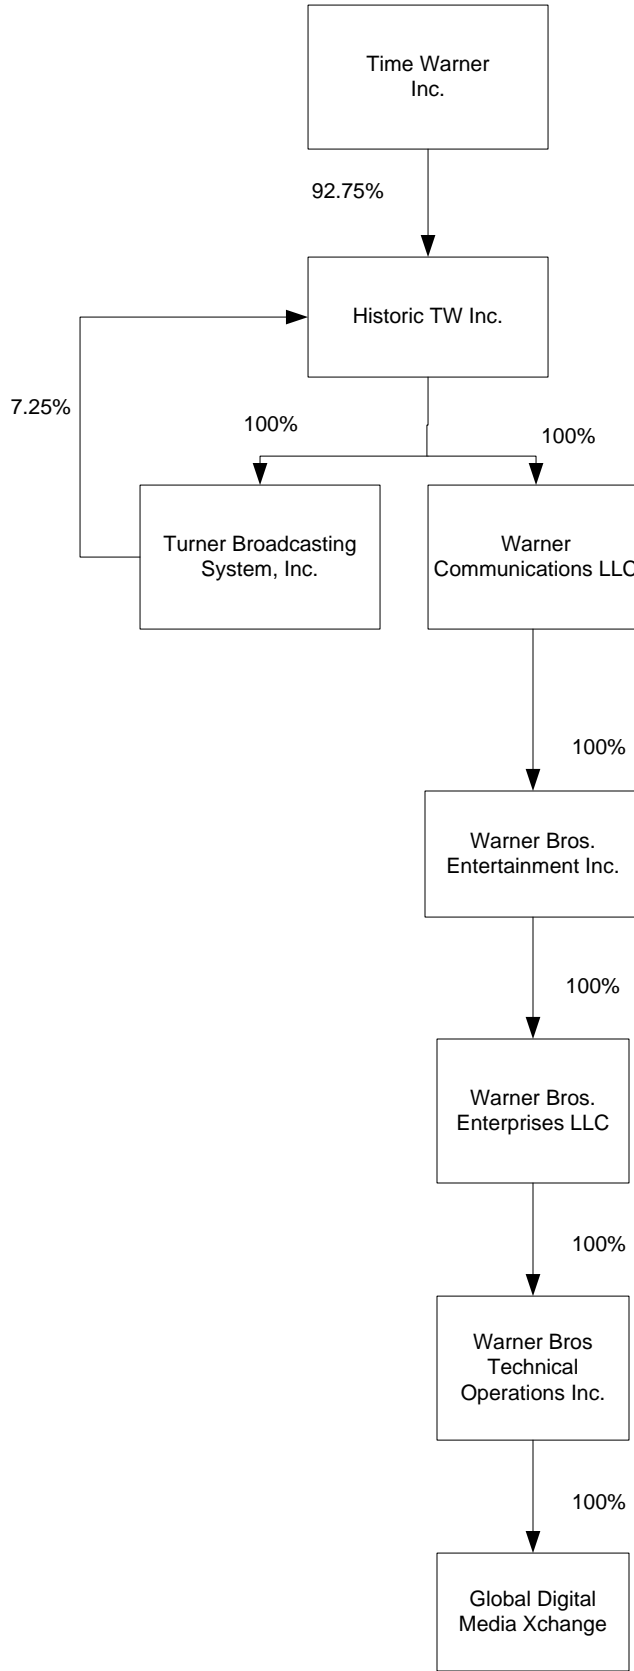 Time Warner
Inc.
92.75%
Historic TW Inc.
7.25%
100%
100%
Turner Broadcasting
System, Inc.
Warner
Communications LLC
100%
Warner Bros.
Entertainment Inc.
100%
Warner Bros.
Enterprises LLC
100%
Warner Bros
Technical
Operations Inc.
100%
Global Digital
Media Xchange